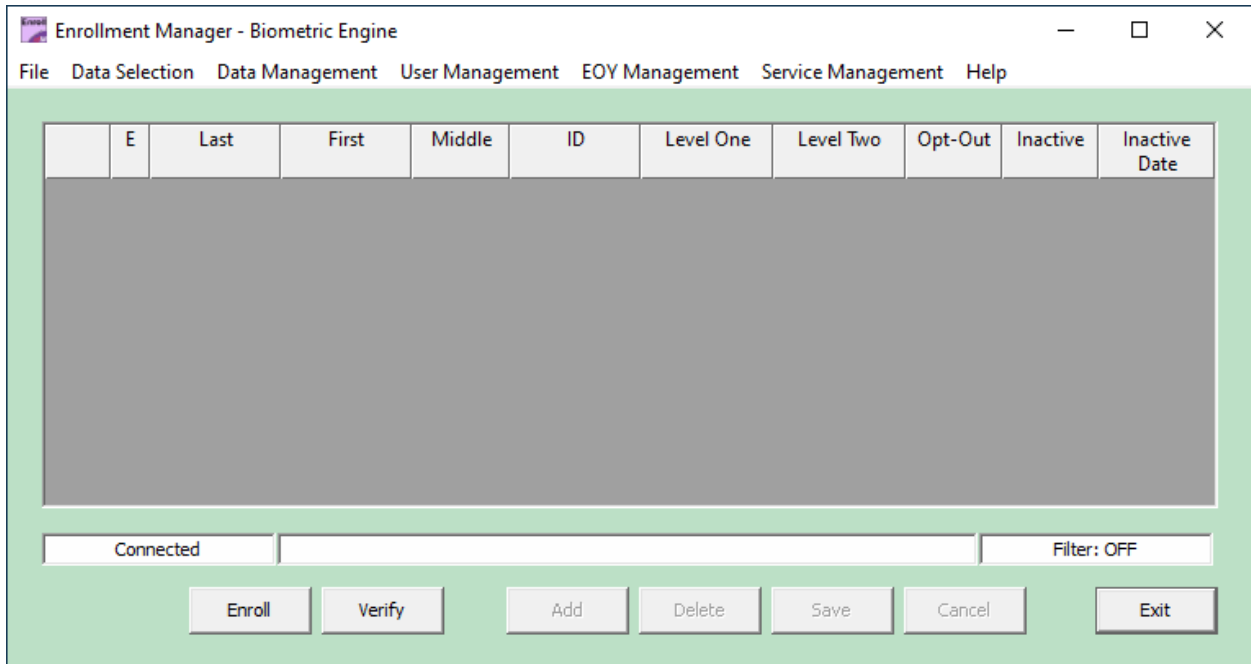 Enroll
Enrollment Manager - Biometric Engine
File Data Selection Data Management User Management EOY Management Service Management Help
E Last First Middle ID Level One Level Two Opt-Out Inactive Inactive
Date
Connected Filter: OFF
Enroll Verify Add Delete Save Cancel Exit